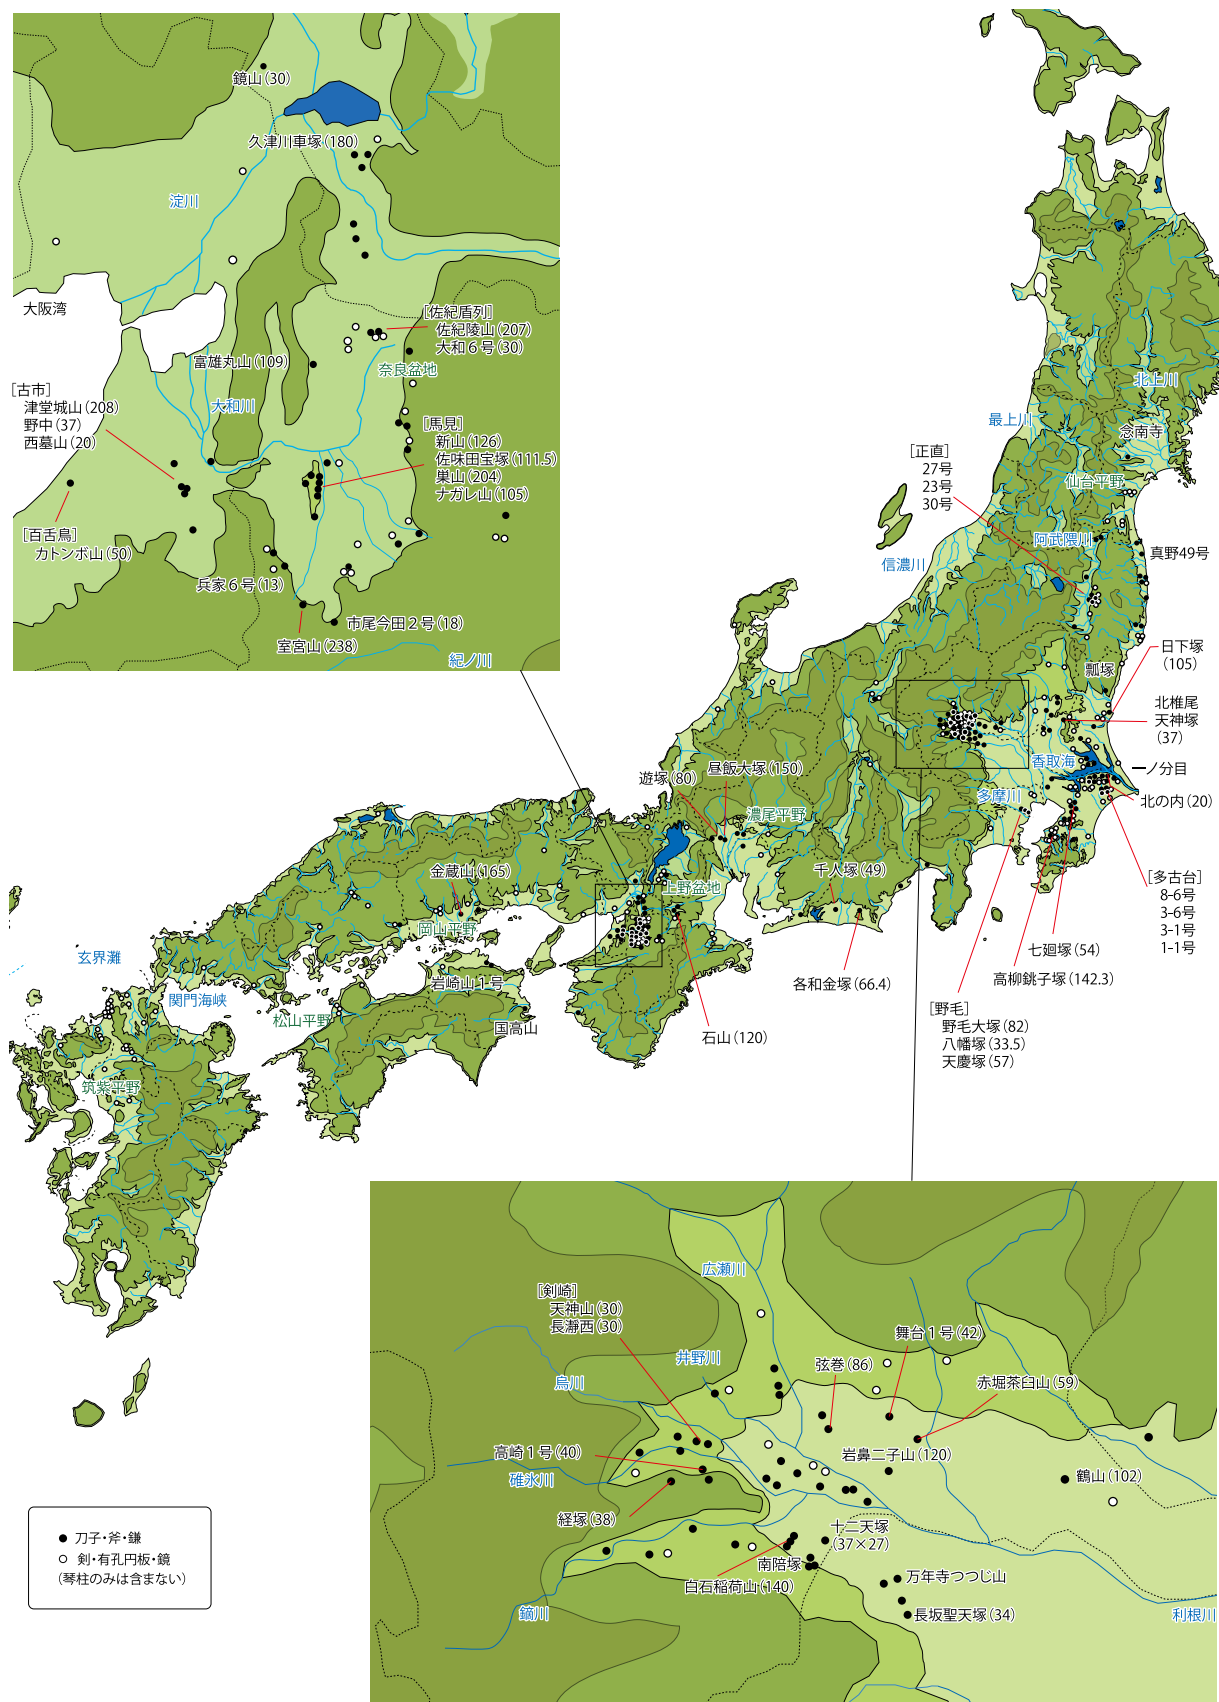 鏡山（30）
久津川車塚（180）
淀川
大阪湾
［佐紀盾列］
佐紀陵山（207）
大和６号（30）
富雄丸山（109）
奈良盆地
［古市］
津堂城山（208）
野中（37）
西墓山（20）
大和川
［馬見］
新山（126）
佐味田宝塚（111.5）
巣山（204）
ナガレ山（105）
［百舌鳥］
カトンボ山（50）
兵家６号（13）
市尾今田２号（18）
室宮山（238）
紀ノ川
北上川
最上川
念南寺
［正直］
27号
23号
30号
仙台平野
阿武隈川
真野49号
信濃川
日下塚
（105）
瓢塚
北椎尾
天神塚
（37）
香取海
一ノ分目
多摩川
北の内（20）
遊塚（80）
昼飯大塚（150）
濃尾平野
千人塚（49）
金蔵山（165）
上野盆地
岡山平野
［多古台］
8-6号
3-6号
3-1号
1-1号
七廻塚（54）
高柳銚子塚（142.3）
各和金塚（66.4）
［野毛］
野毛大塚（82）
八幡塚（33.5）
天慶塚（57）
玄界灘
関門海峡
岩崎山１号
松山平野
国高山
石山（120）
筑紫平野
広瀬川
［剣崎］
天神山（30）
長瀞西（30）
舞台１号（42）
井野川
弦巻（86）
烏川
赤堀茶臼山（59）
高崎１号（40）
岩鼻二子山（120）
碓氷川
鶴山（102）
経塚（38）
十二天塚
（37×27）
南陪塚
万年寺つつじ山
白石稲荷山（140）
鏑川
長坂聖天塚（34）
利根川
刀子・斧・鎌
剣・有孔円板・鏡
（琴柱のみは含まない）